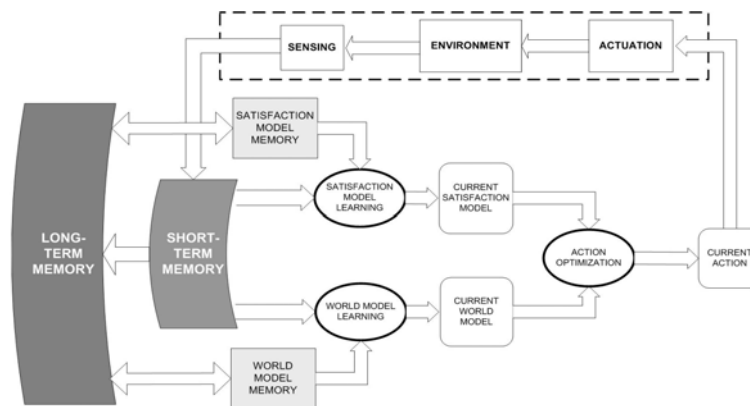 SENSING
ENVIRONMENT
ACTUATION
SATISFACTION
MODEL
MEMORY
SATISFACTION
MODEL
LEARNING
CURRENT
SATISFACTION
MODEL
LONG-
TERM
MEMORY
SHORT-
TERM
MEMORY
ACTION
OPTIMIZATION
CURRENT
ACTION
WORLD MODEL
LEARNING
CURRENT
WORLD
MODEL
WORLD
MODEL
MEMORY